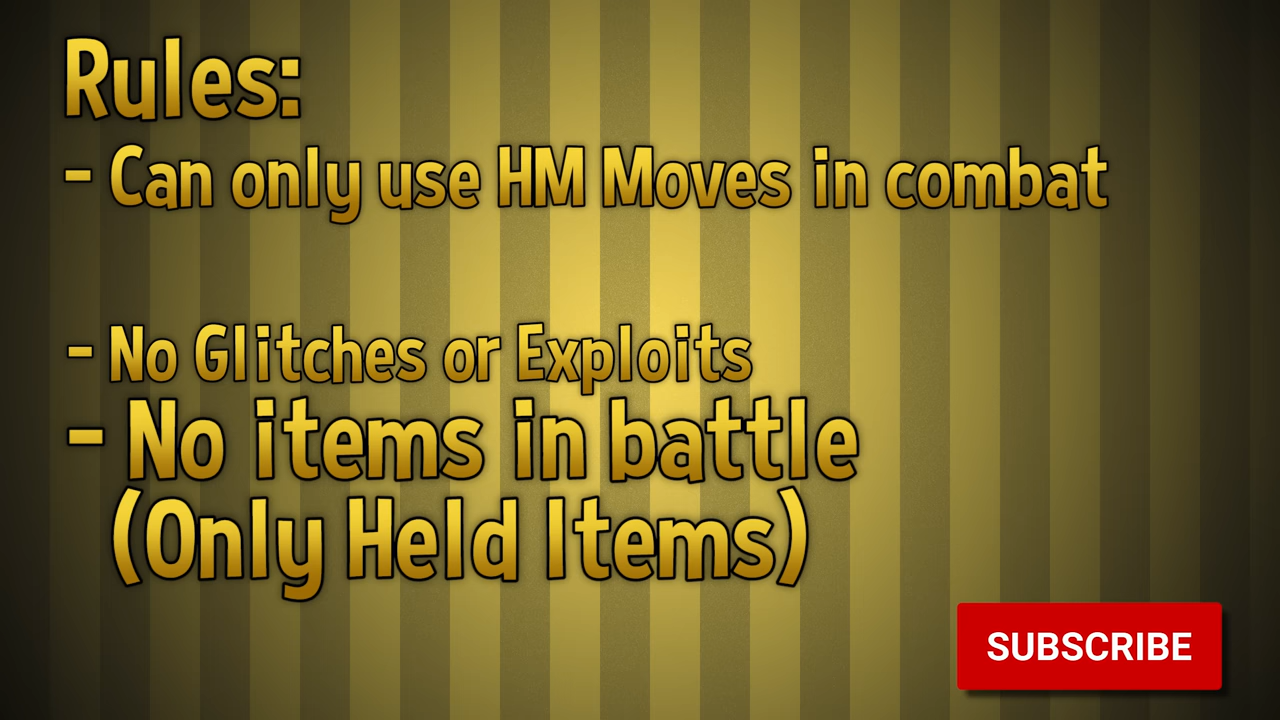 Rules:
- Can only use HM Moves in combat
- No Glitches or Exploits
- No items in battle
(Only Held Items)
SUBSCRIBE